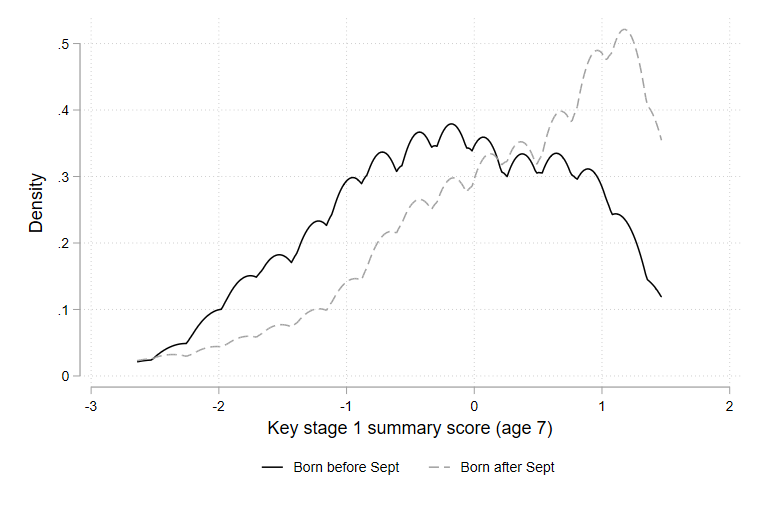 .5
.4
.3
.2
.1
0
Density
-3 -2 -1 0 1 2
Key stage 1 summary score (age 7)
Born before Sept Born after Sept